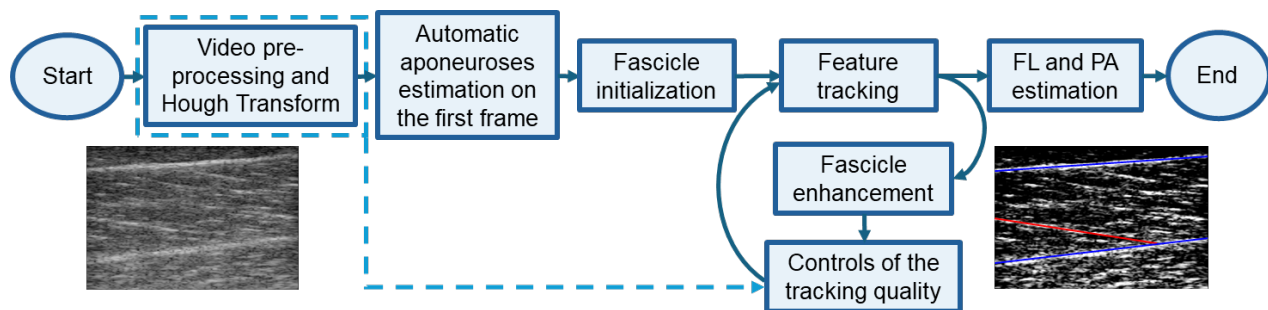 Start
Video pre-
processing and
Hough Transform
Automatic
aponeuroses
estimation on
the first frame
Fascicle
initialization
Feature
tracking
FL and PA
estimation
End
Fascicle
enhancement
Controls of the
tracking quality